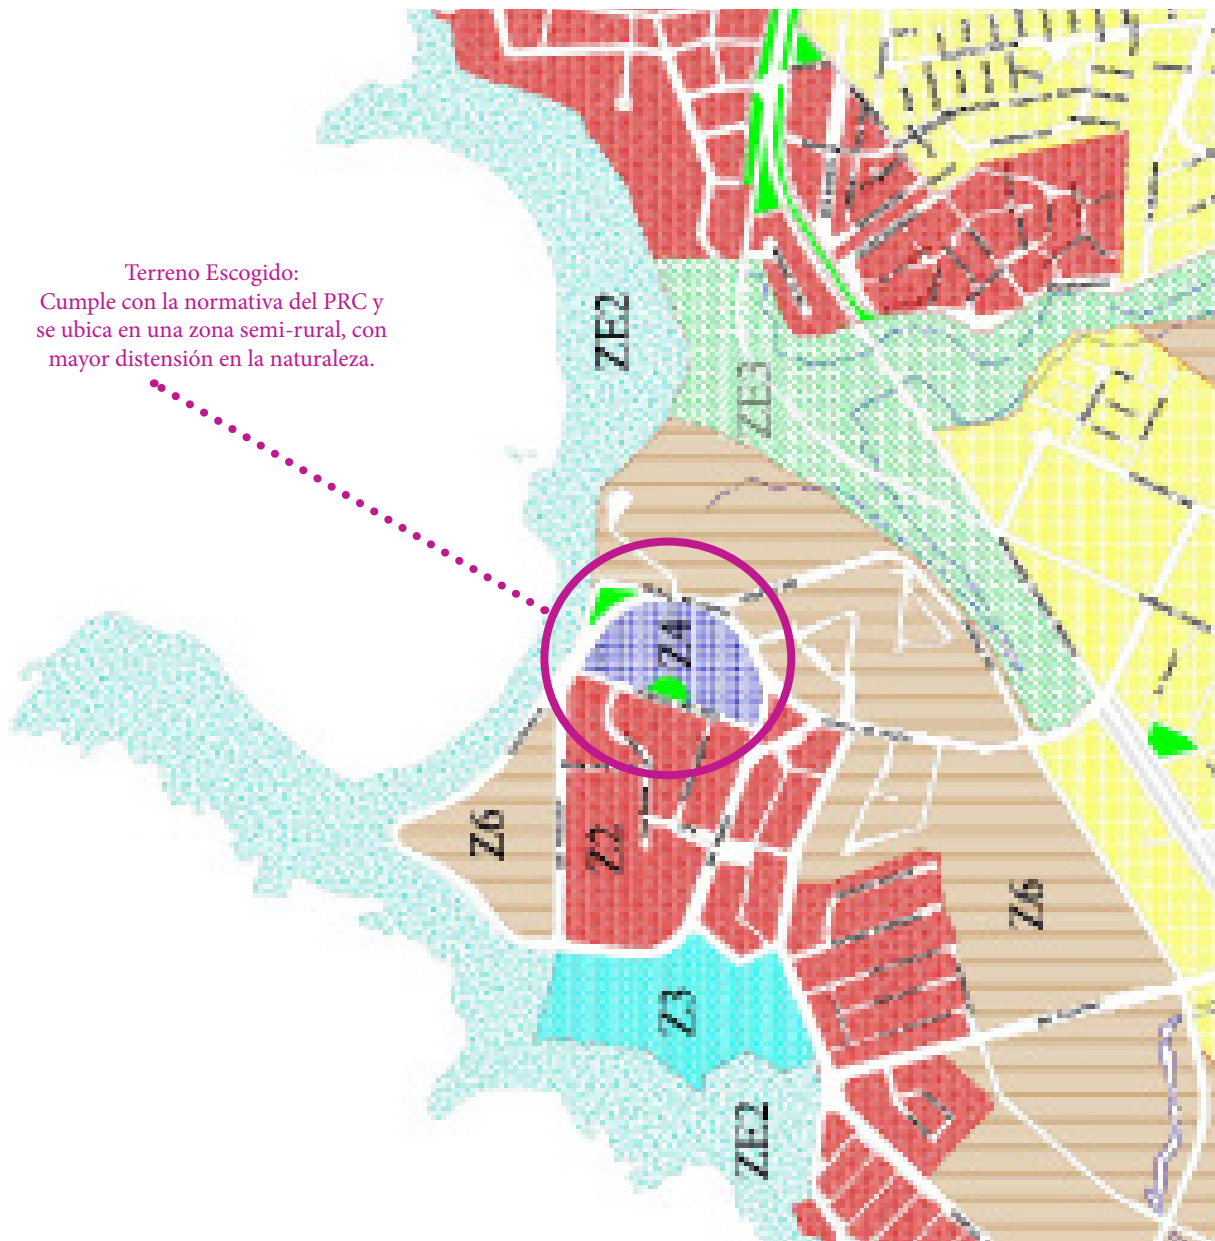 Terreno Escogido:
Cumple con la normativa del PRC y
se ubica en una zona semi-rural, con
mayor distensión en la naturaleza.
ZE2
ZE3
Z4
Z6
Z2
Z6
Z3
ZE2